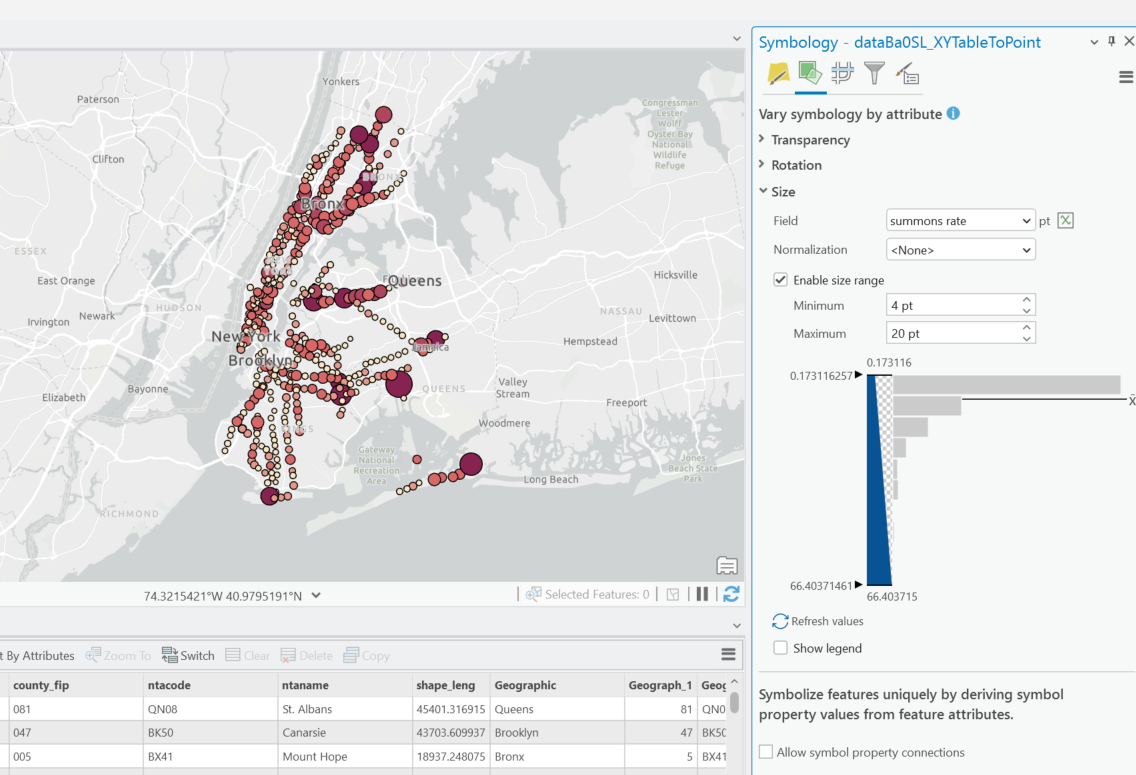 Yonkers
Paterson
Congressman
Lester
Wolff
Oyster Bay
National
Wildlife
Refuge
Clifton
BRONX
Bronx
ESSEX
East Orange
Queens
Hicksville
HUDSON
Newark
Irvington
NASSAU
Levittown
New York
Hempstead
Jamaica
Brooklyn
Bayonne
QUEENS
Valley
Stream
Elizabeth
Freeport
Woodmere
KINGS
Gateway
National
Recreation
Area
Jones
Beach State
Park
Long Beach
RICHMOND
74.3215421°W 40.9795191°N
Selected Features: 0
t By Attributes Zoom To Switch Clear Delete Copy
county_fip ntacode ntaname shape_leng Geographic Geograph_1 Geog
081 QN08 St. Albans 45401.316915 Queens 81 QN0
047 BK50 Canarsie 43703.609937 Brooklyn 47 BK50
005 BX41 Mount Hope 18937.248075 Bronx 5 BX41
Symbology - dataBa0SL_XYTableToPoint
Vary symbology by attribute
Transparency
Rotation
Size
Field summons rate pt
Normalization <None>
Enable size range
Minimum 4 pt
Maximum 20 pt
0.173116
0.173116257
x̄
66.40371461
66.403715
Refresh values
Show legend
Symbolize features uniquely by deriving symbol
property values from feature attributes.
Allow symbol property connections